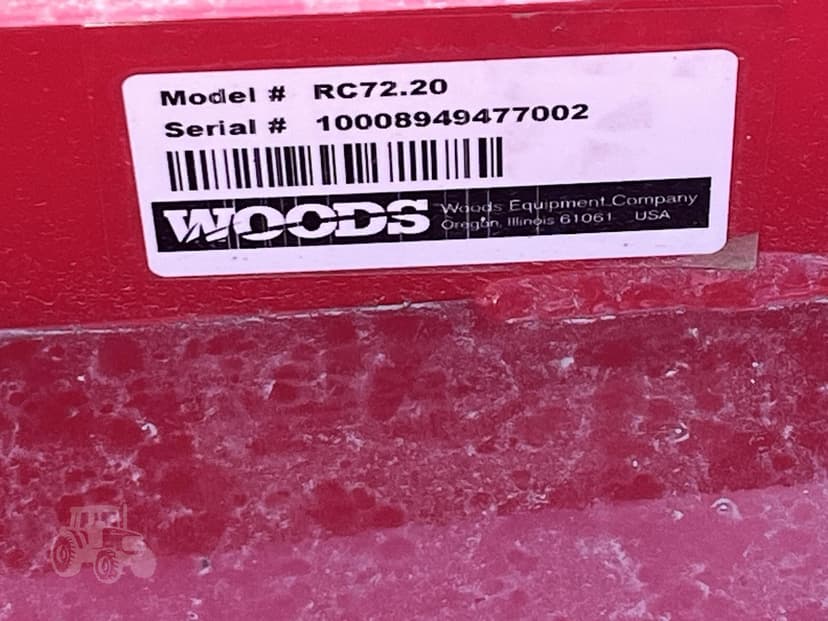 Model # RC72.20
Serial # 10008949477002
WOODS
Woods Equipment Company
Oregon, Illinois 61061 USA